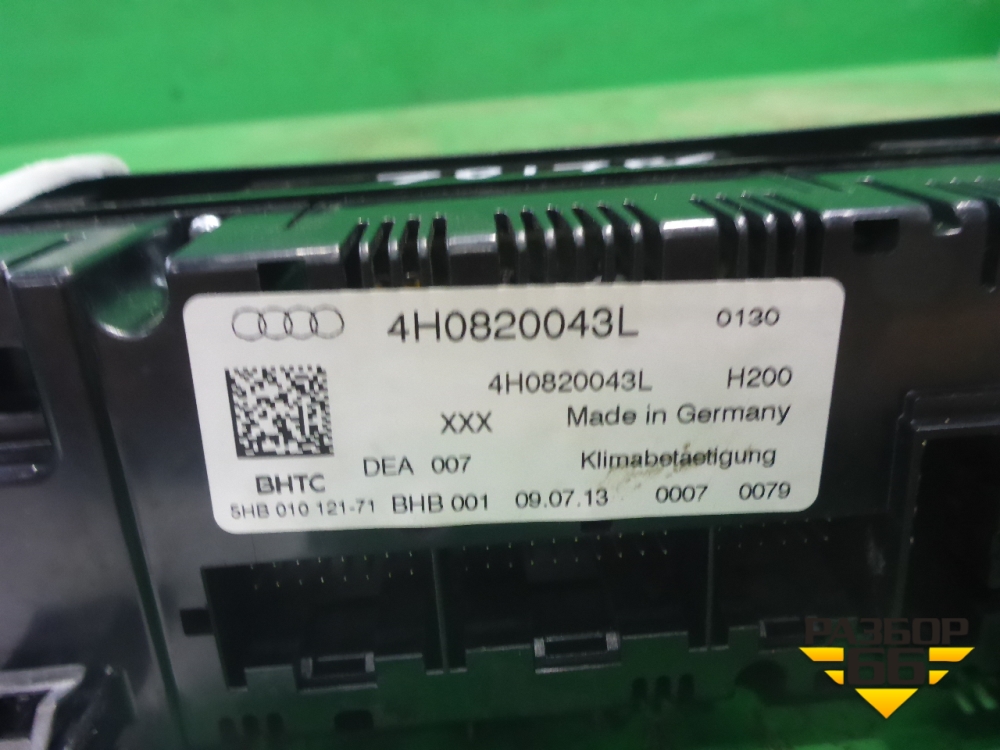 4H0820043L 0130
4H0820043L H200
XXX Made in Germany
DEA 007 Klimabetaetigung
BHTC
5HB 010 121-71 BHB 001 09.07.13 0007 0079
РАЗБОР
66